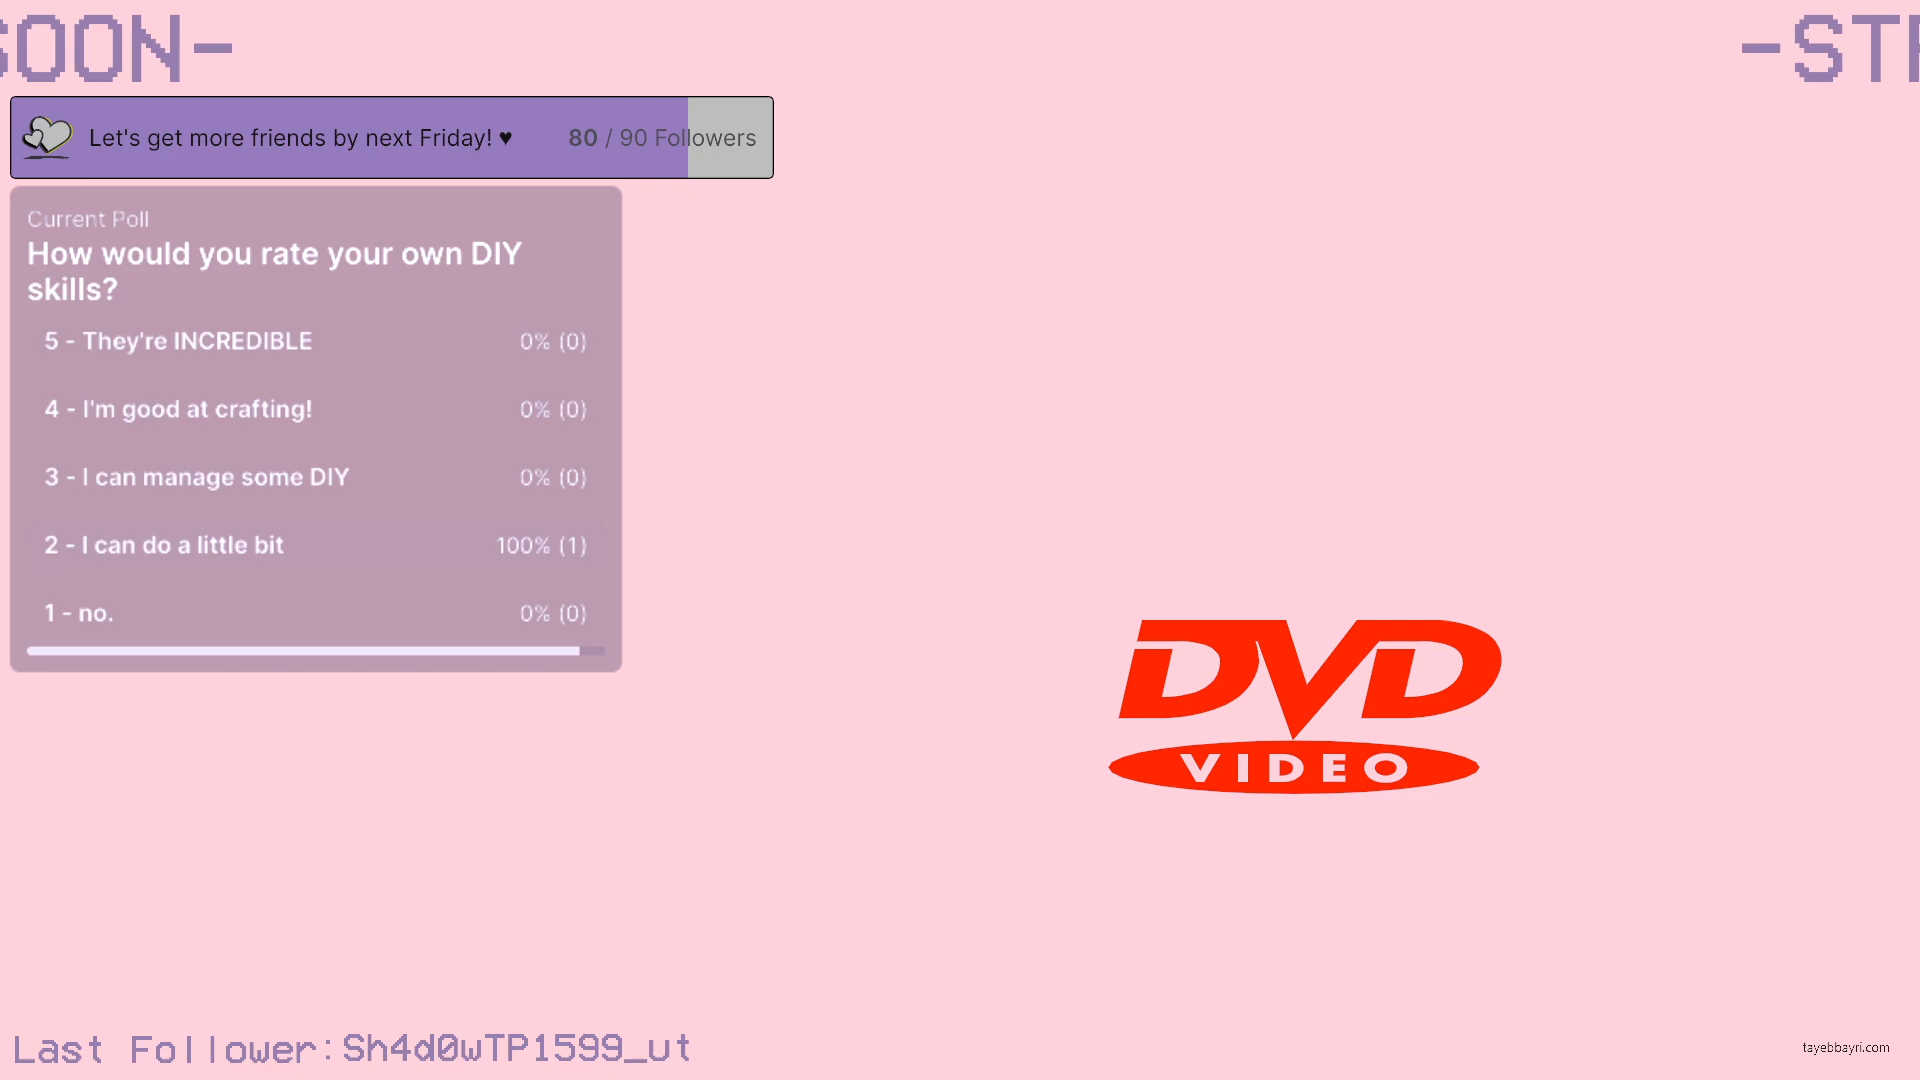 SOON-
-ST
Let's get more friends by next Friday! ♥ 80 / 90 Followers
Current Poll
How would you rate your own DIY
skills?
5 - They're INCREDIBLE 0% (0)
4 - I'm good at crafting! 0% (0)
3 - I can manage some DIY 0% (0)
2 - I can do a little bit 100% (1)
1 - no. 0% (0)
DVD
VIDEO
Last Follower: Sh4d0wTP1599_ut
tayebbayri.com